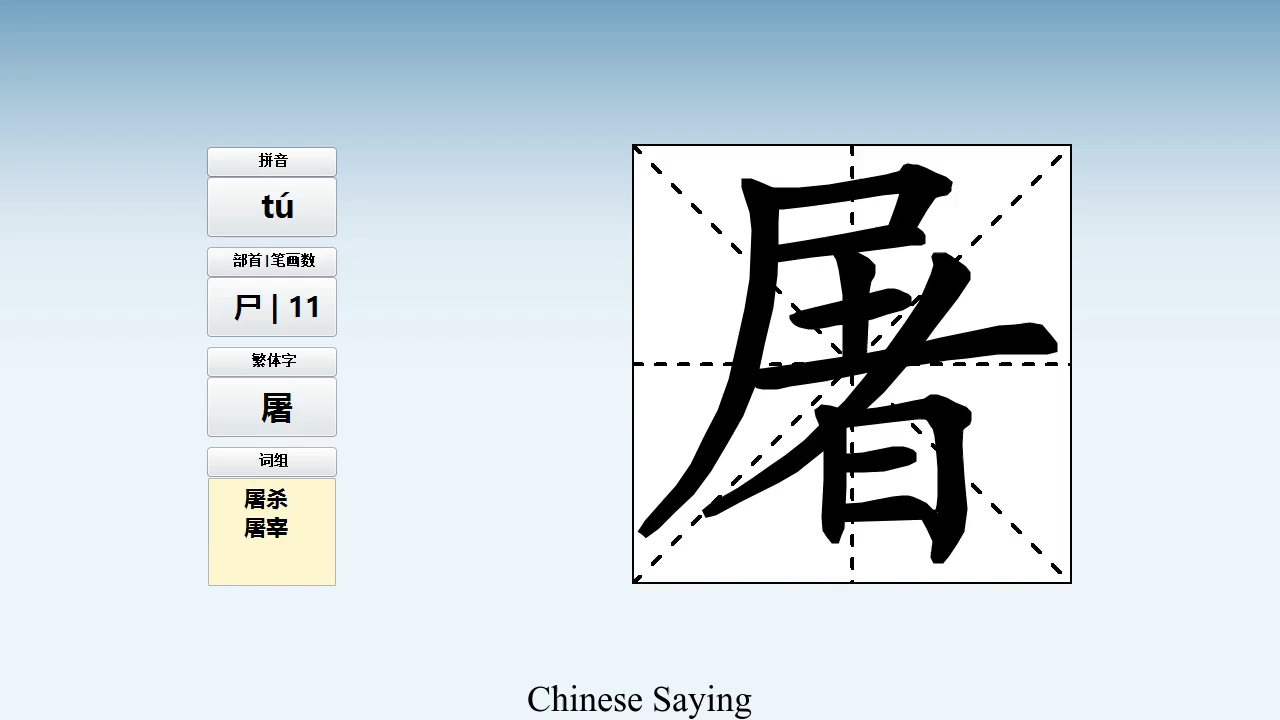 拼音
tú
部首|笔画数
尸 | 11
繁体字
屠
词组
屠杀
屠宰
屠
Chinese Saying